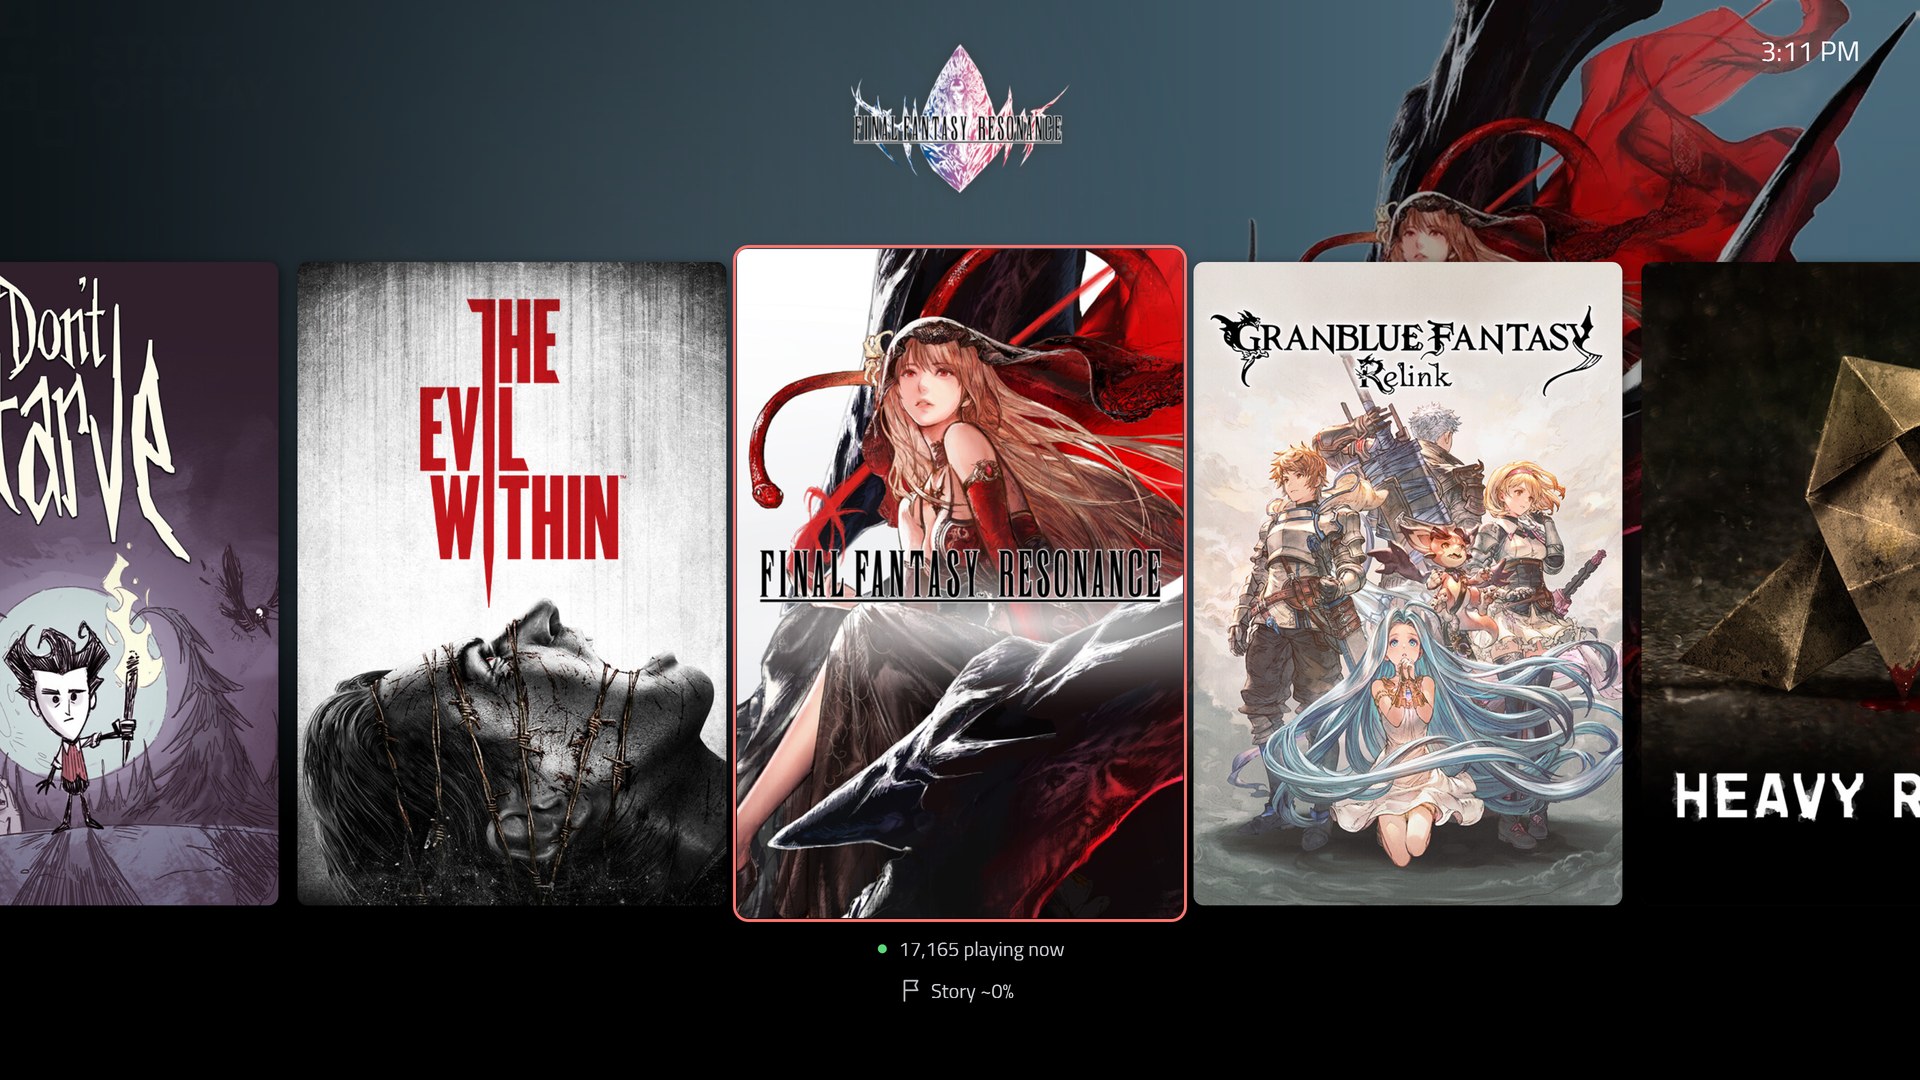 3:11 PM
FINAL FANTASY RESONANCE
Don't
tarve
THE
EVIL
WITHIN™
FINAL FANTASY RESONANCE
GRANBLUE FANTASY
Relink
HEAVY R
17,165 playing now
Story ~0%